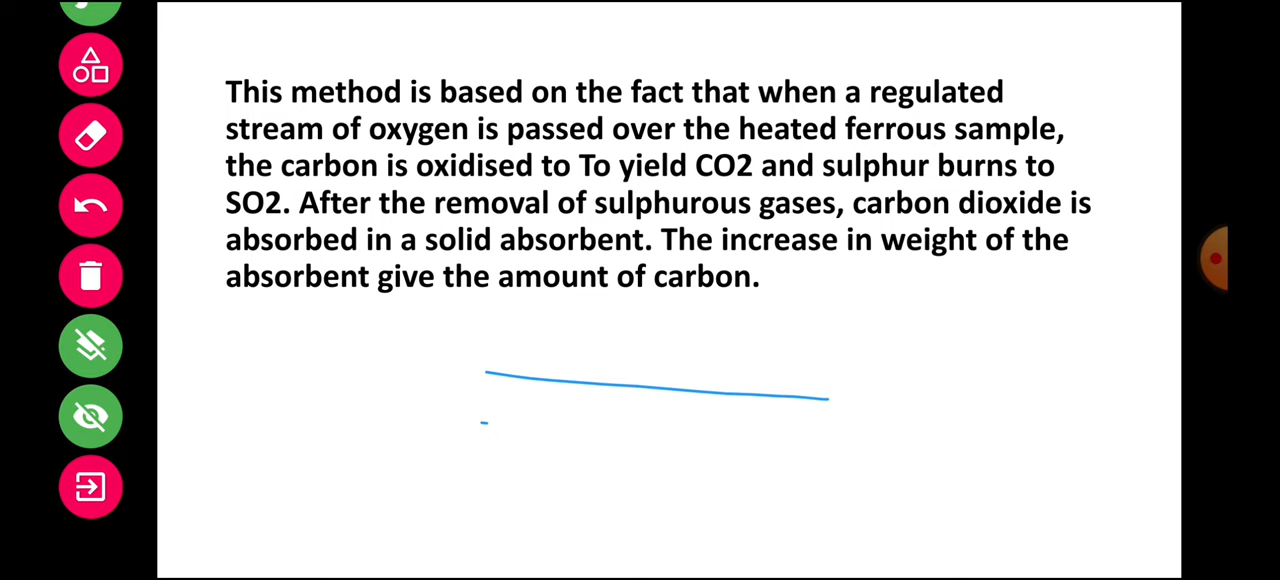 This method is based on the fact that when a regulated
stream of oxygen is passed over the heated ferrous sample,
the carbon is oxidised to To yield CO2 and sulphur burns to
SO2. After the removal of sulphurous gases, carbon dioxide is
absorbed in a solid absorbent. The increase in weight of the
absorbent give the amount of carbon.